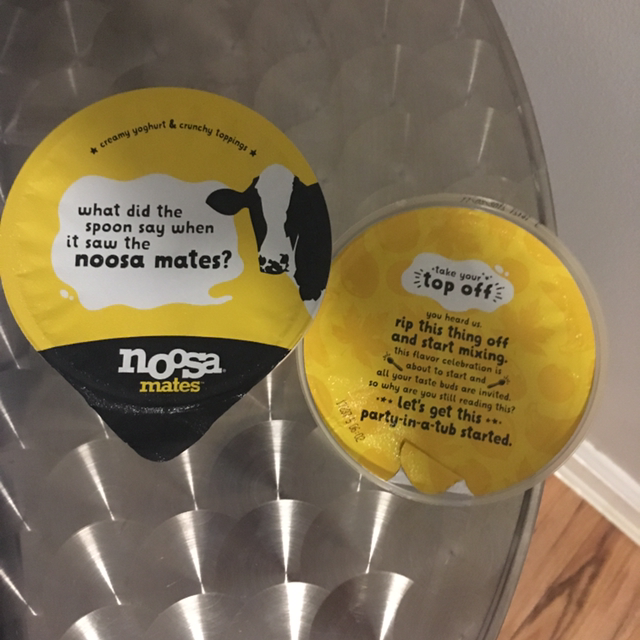 ★ creamy yoghurt & crunchy toppings ★
what did the
spoon say when
it saw the
noosa mates?
noosa
mates
take your
top off
you heard us.
rip this thing off
and start mixing.
this flavor celebration is
about to start and
all your taste buds are invited.
so why are you still reading this?
let's get this
party-in-a-tub started.